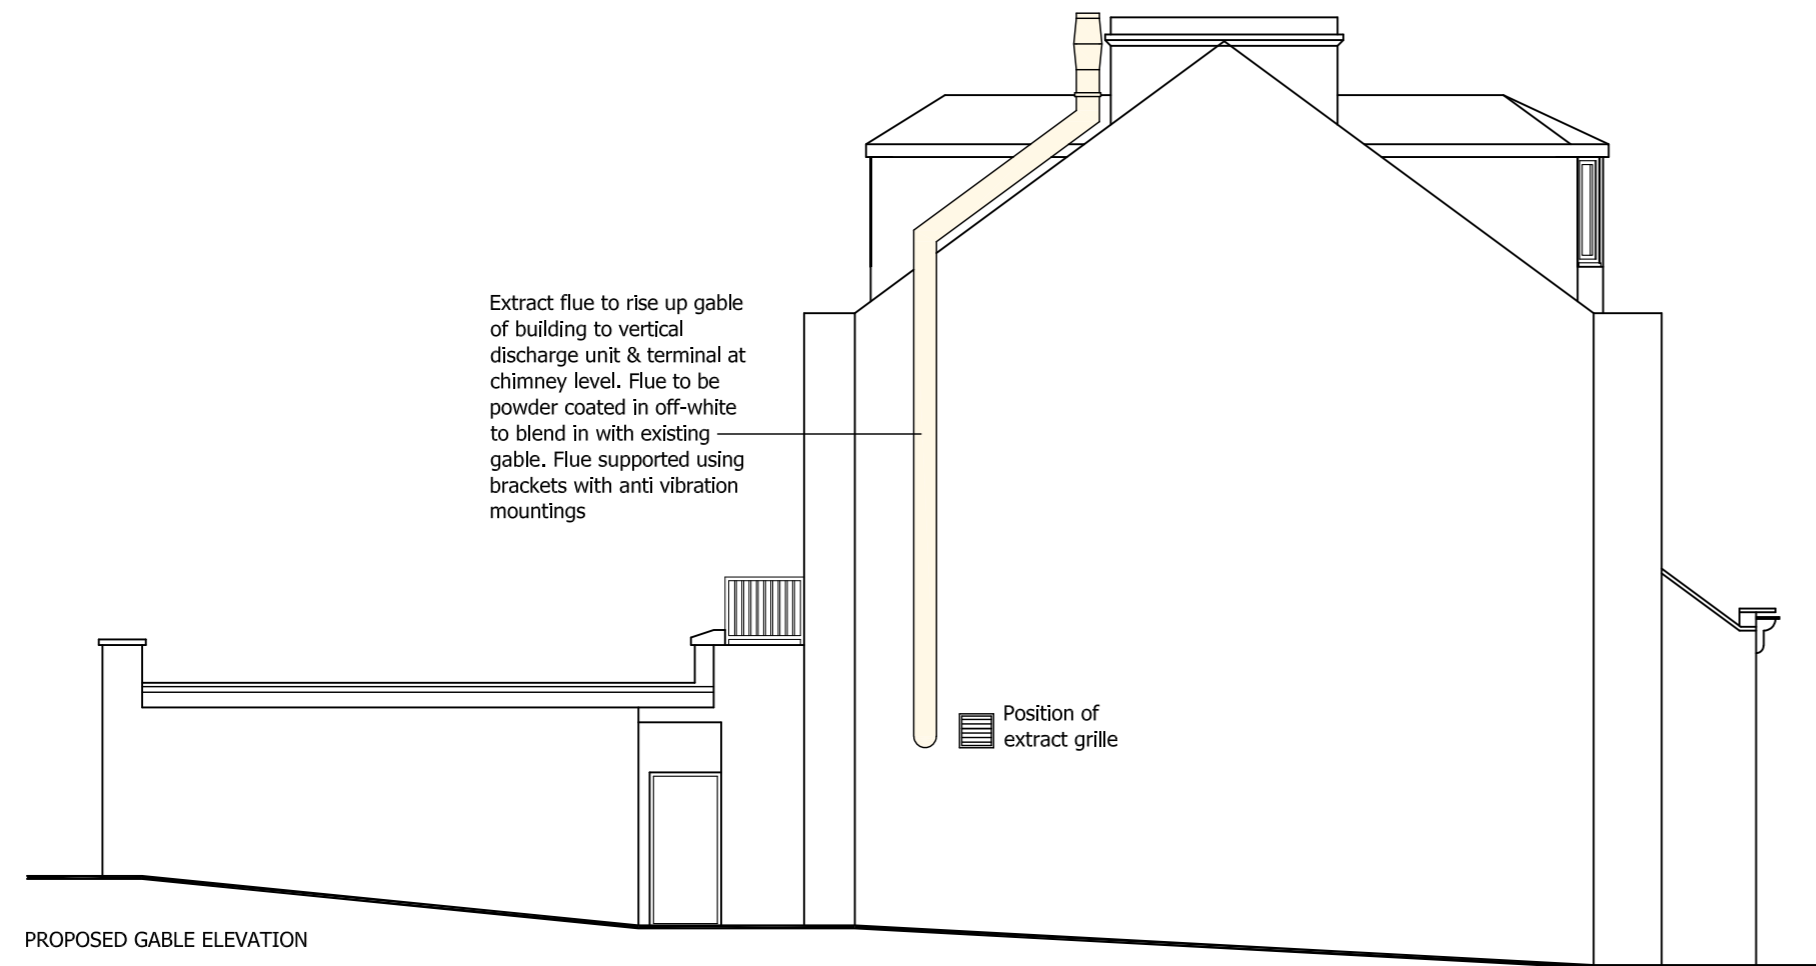 Extract flue to rise up gable
of building to vertical
discharge unit & terminal at
chimney level. Flue to be
powder coated in off-white
to blend in with existing
gable. Flue supported using
brackets with anti vibration
mountings
Position of
extract grille
PROPOSED GABLE ELEVATION